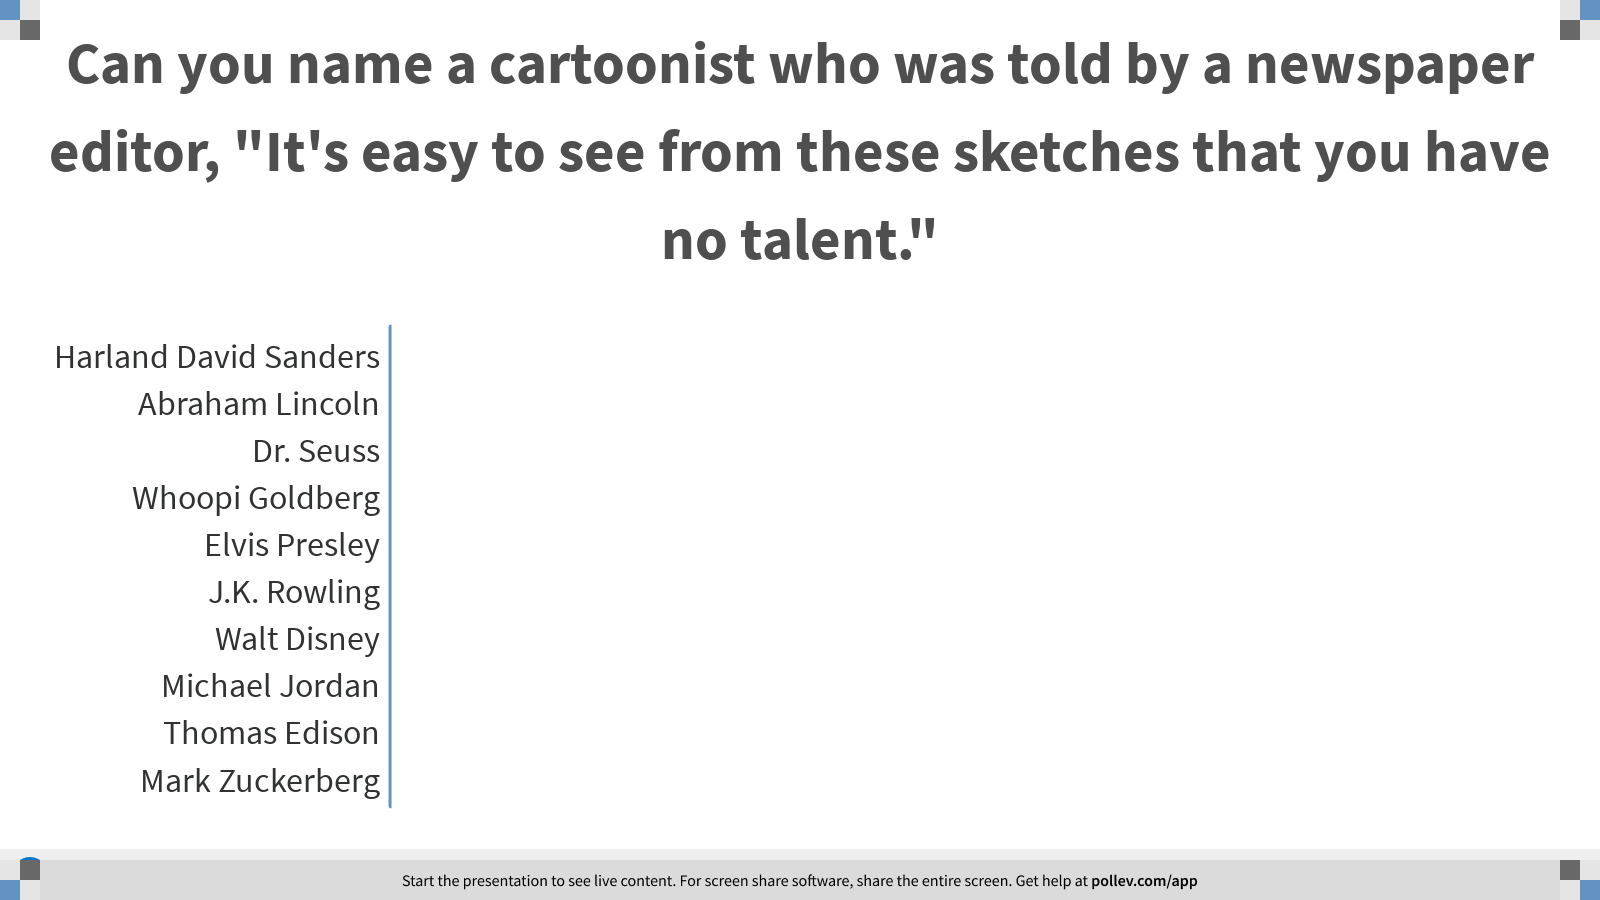 Can you name a cartoonist who was told by a newspaper
editor, "It's easy to see from these sketches that you have
no talent."
Harland David Sanders
Abraham Lincoln
Dr. Seuss
Whoopi Goldberg
Elvis Presley
J.K. Rowling
Walt Disney
Michael Jordan
Thomas Edison
Mark Zuckerberg
Start the presentation to see live content. For screen share software, share the entire screen. Get help at pollev.com/app